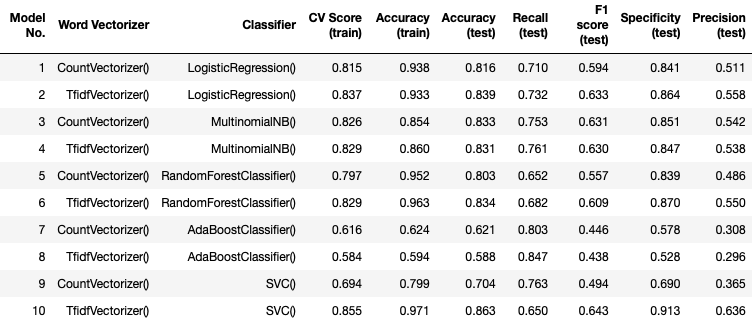 Model No. Word Vectorizer Classifier CV Score (train) Accuracy (train) Accuracy (test) Recall (test) F1 score (test) Specificity (test) Precision (test)
1 CountVectorizer() LogisticRegression() 0.815 0.938 0.816 0.710 0.594 0.841 0.511
2 TfidfVectorizer() LogisticRegression() 0.837 0.933 0.839 0.732 0.633 0.864 0.558
3 CountVectorizer() MultinomialNB() 0.826 0.854 0.833 0.753 0.631 0.851 0.542
4 TfidfVectorizer() MultinomialNB() 0.829 0.860 0.831 0.761 0.630 0.847 0.538
5 CountVectorizer() RandomForestClassifier() 0.797 0.952 0.803 0.652 0.557 0.839 0.486
6 TfidfVectorizer() RandomForestClassifier() 0.829 0.963 0.834 0.682 0.609 0.870 0.550
7 CountVectorizer() AdaBoostClassifier() 0.616 0.624 0.621 0.803 0.446 0.578 0.308
8 TfidfVectorizer() AdaBoostClassifier() 0.584 0.594 0.588 0.847 0.438 0.528 0.296
9 CountVectorizer() SVC() 0.694 0.799 0.704 0.763 0.494 0.690 0.365
10 TfidfVectorizer() SVC() 0.855 0.971 0.863 0.650 0.643 0.913 0.636